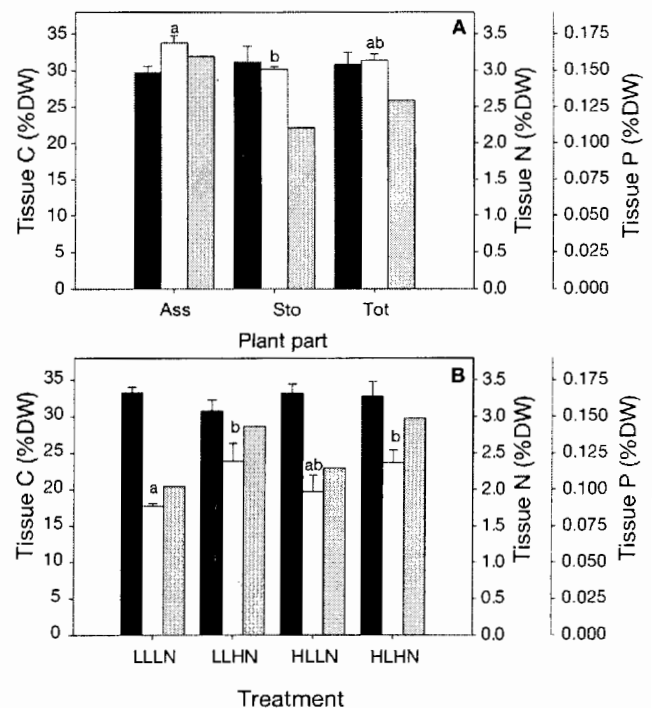 A
Tissue C (%DW)
35
30
25
20
15
10
5
0
a
b
ab
Ass Sto Tot
Plant part
3.5
3.0
2.5
2.0
1.5
1.0
0.5
0.0
Tissue N (%DW)
0.175
0.150
0.125
0.100
0.075
0.050
0.025
0.000
Tissue P (%DW)
B
Tissue C (%DW)
35
30
25
20
15
10
5
0
a
b
ab
b
LLLN LLHN HLLN HLHN
Treatment
3.5
3.0
2.5
2.0
1.5
1.0
0.5
0.0
Tissue N (%DW)
0.175
0.150
0.125
0.100
0.075
0.050
0.025
0.000
Tissue P (%DW)